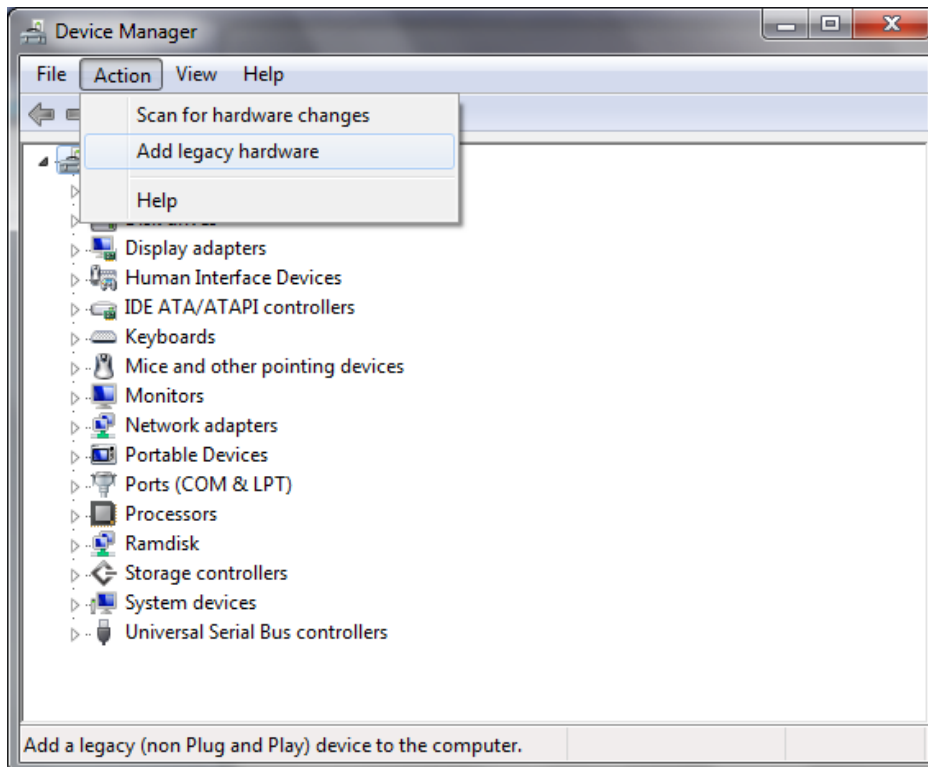 Device Manager
File Action View Help
Scan for hardware changes
Add legacy hardware
Help
Disk drives
Display adapters
Human Interface Devices
IDE ATA/ATAPI controllers
Keyboards
Mice and other pointing devices
Monitors
Network adapters
Portable Devices
Ports (COM & LPT)
Processors
Ramdisk
Storage controllers
System devices
Universal Serial Bus controllers
Add a legacy (non Plug and Play) device to the computer.